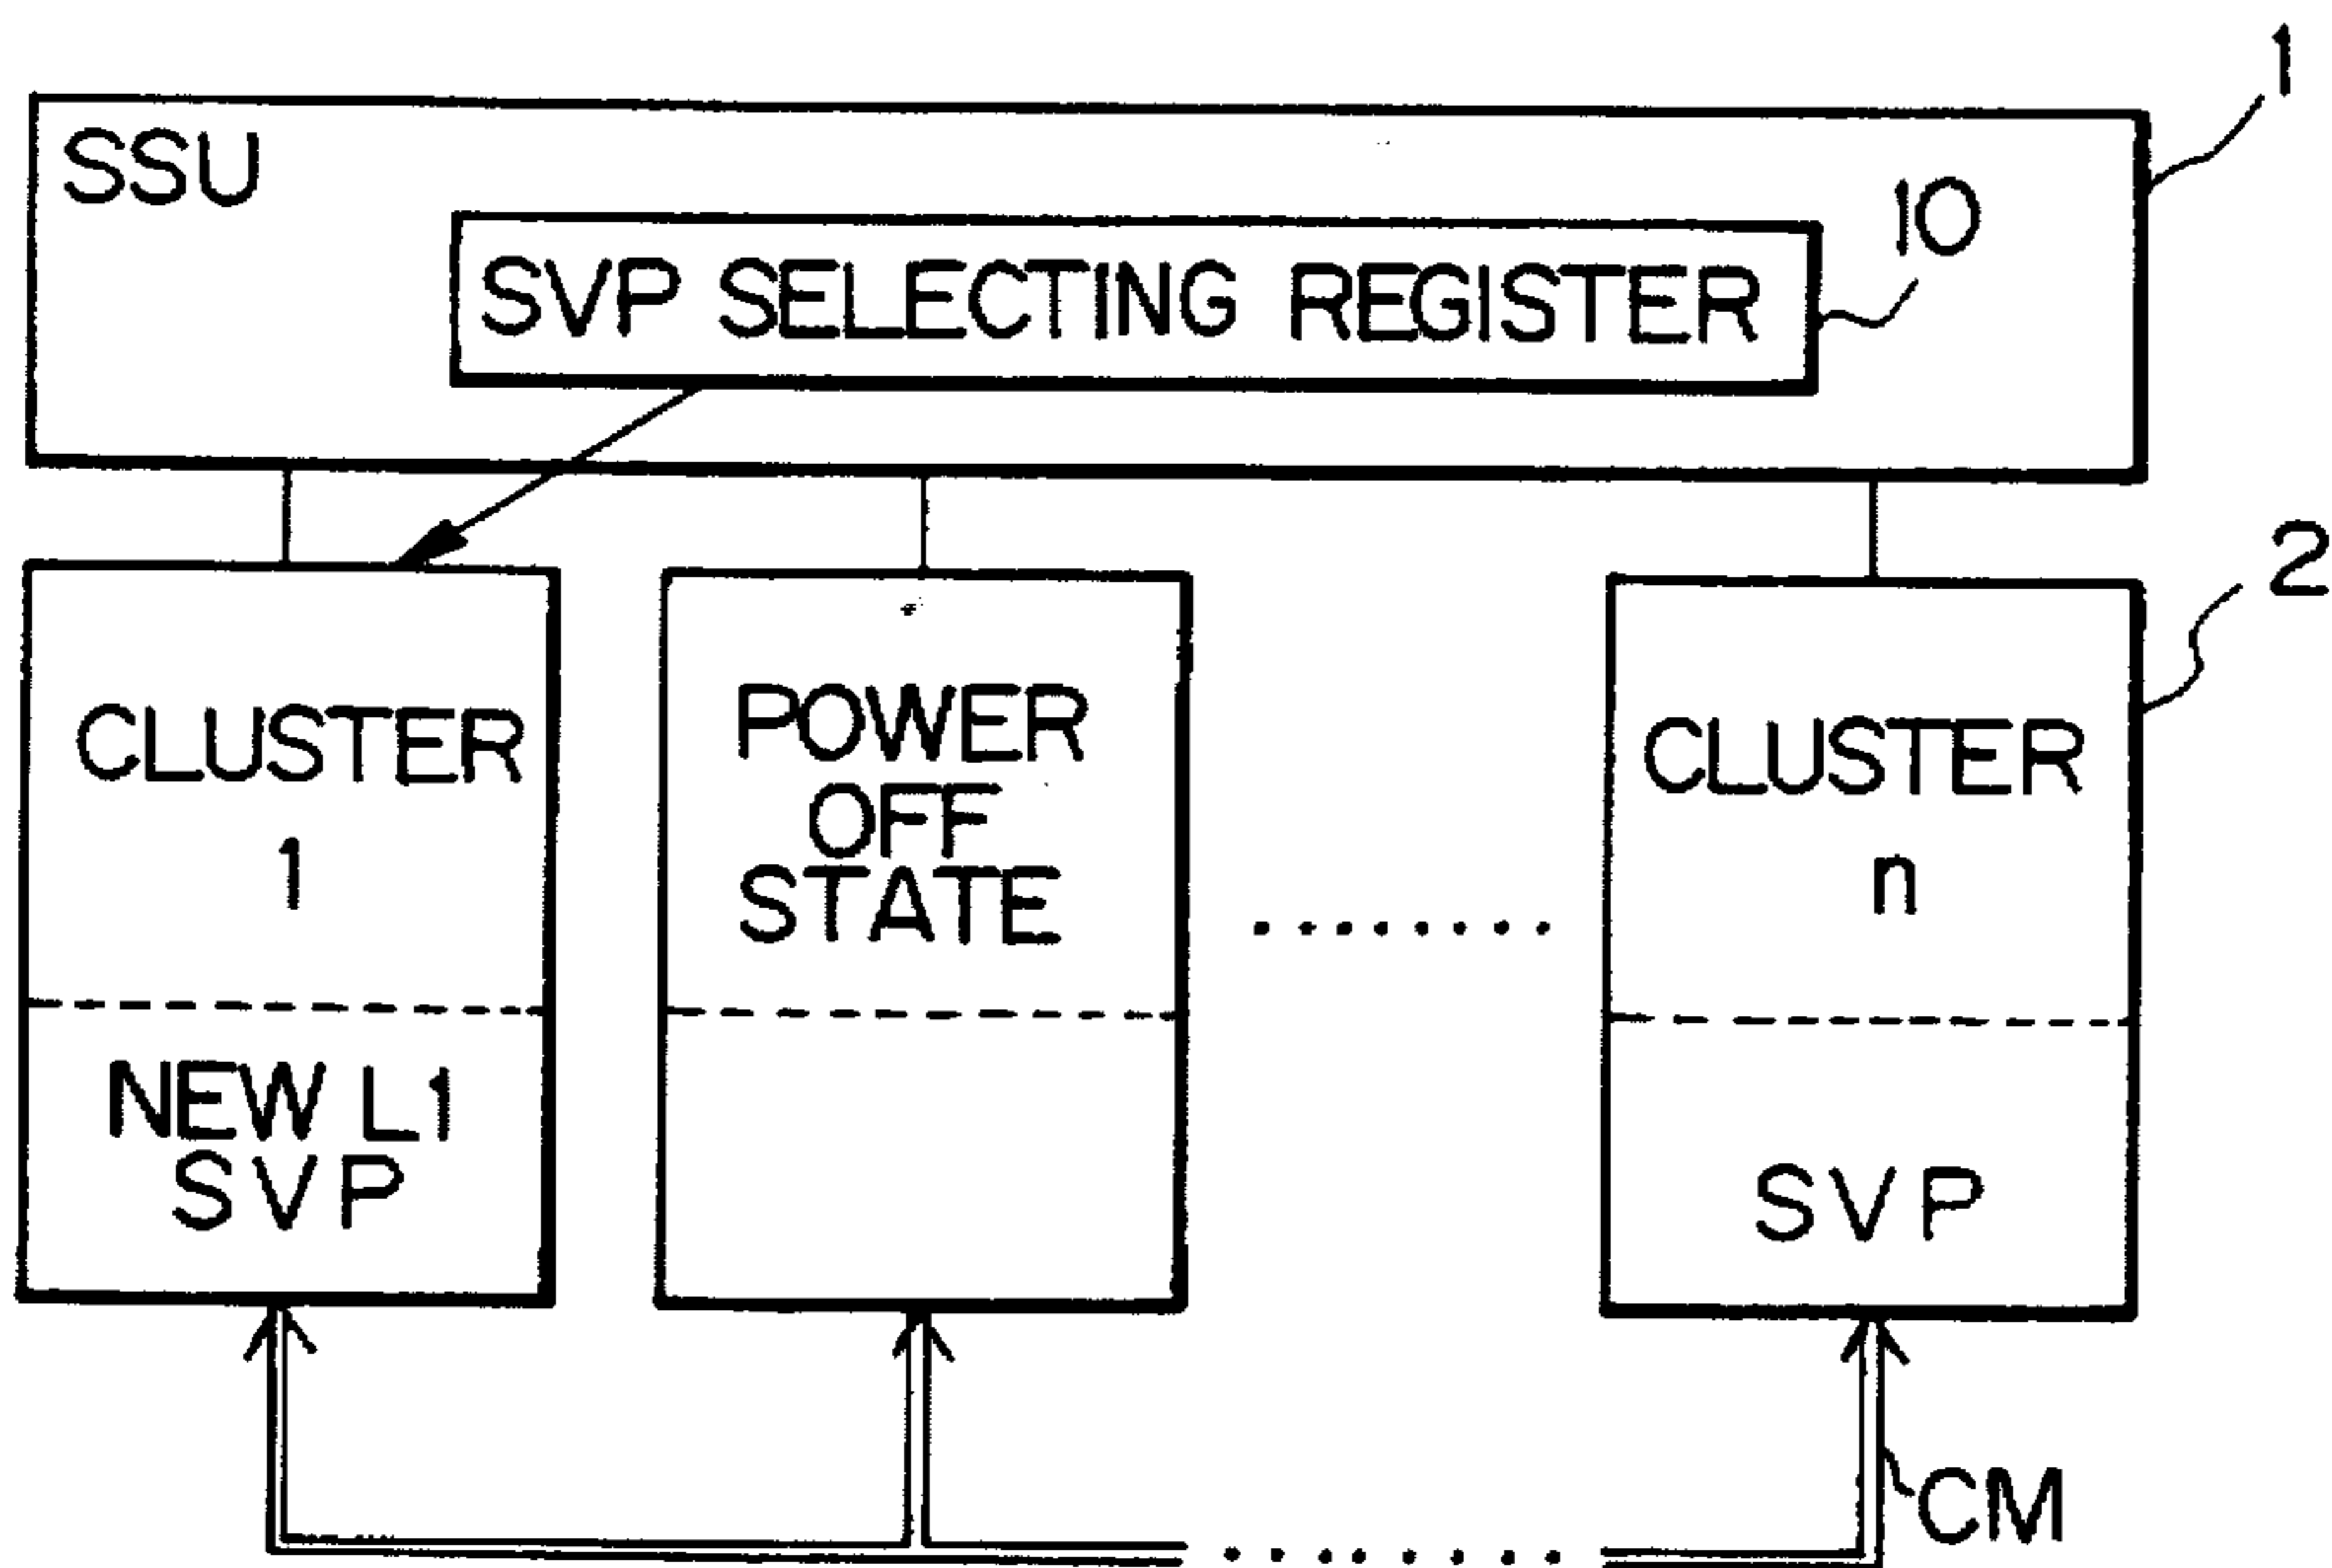 1
SSU
10
SVP SELECTING REGISTER
2
CLUSTER
1
NEW L1
SVP
POWER
OFF
STATE
CLUSTER
n
SVP
CM